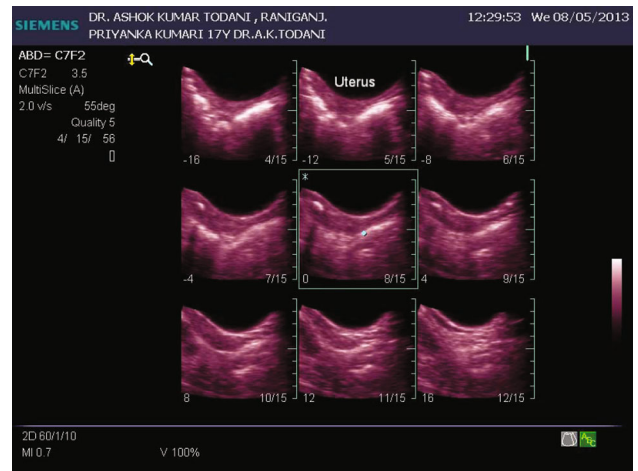 SIEMENS
DR. ASHOK KUMAR TODANI , RANIGANJ.
12:29:53 We 08/05/2013
PRIYANKA KUMARI 17Y DR.A.K.TODANI
ABD= C7F2
C7F2 3.5
MultiSlice (A)
2.0 v/s 55deg
Quality 5
4/ 15/ 56
Uterus
-16 4/15 -12 5/15 -8 6/15
*
-4 7/15 0 8/15 4 9/15
8 10/15 12 11/15 16 12/15
2D 60/1/10
MI 0.7 V 100%